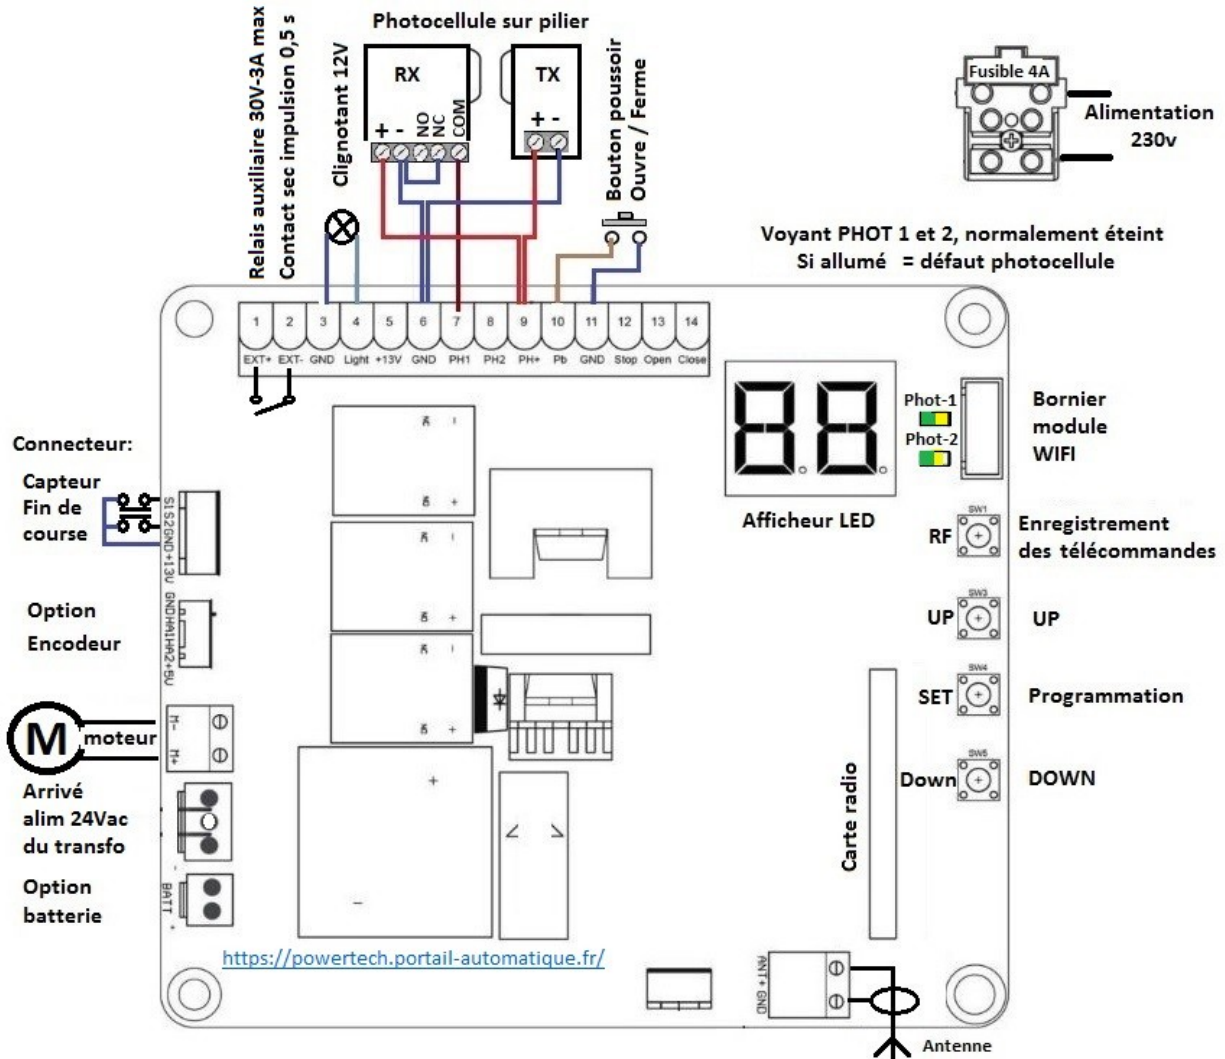 Relais auxiliaire 30V-3A max
Contact sec impulsion 0,5 s
Clignotant 12V
Photocellule sur pilier
RX
+ - NO NC COM
TX
+ -
Bouton poussoir
Ouvre / Ferme
Fusible 4A
Alimentation
230v
Voyant PHOT 1 et 2, normalement éteint
Si allumé = défaut photocellule
1 2 3 4 5 6 7 8 9 10 11 12 13 14
EXT+ EXT- GND Light +13V GND PH1 PH2 PH+ Pb GND Stop Open Close
88
Phot-1
Phot-2
Bornier
module
WIFI
Afficheur LED
Connecteur:
Capteur
Fin de
course
S1S2GND+13V
Option
Encodeur
GNDHA1HA2+5V
M
moteur
M-
M+
Arrivé
alim 24Vac
du transfo
Option
batterie
- BATT +
SW1
RF
Enregistrement
des télécommandes
SW3
UP
UP
SW4
SET
Programmation
SW5
Down
DOWN
Carte radio
https://powertech.portail-automatique.fr/
ANT+ GND
Antenne